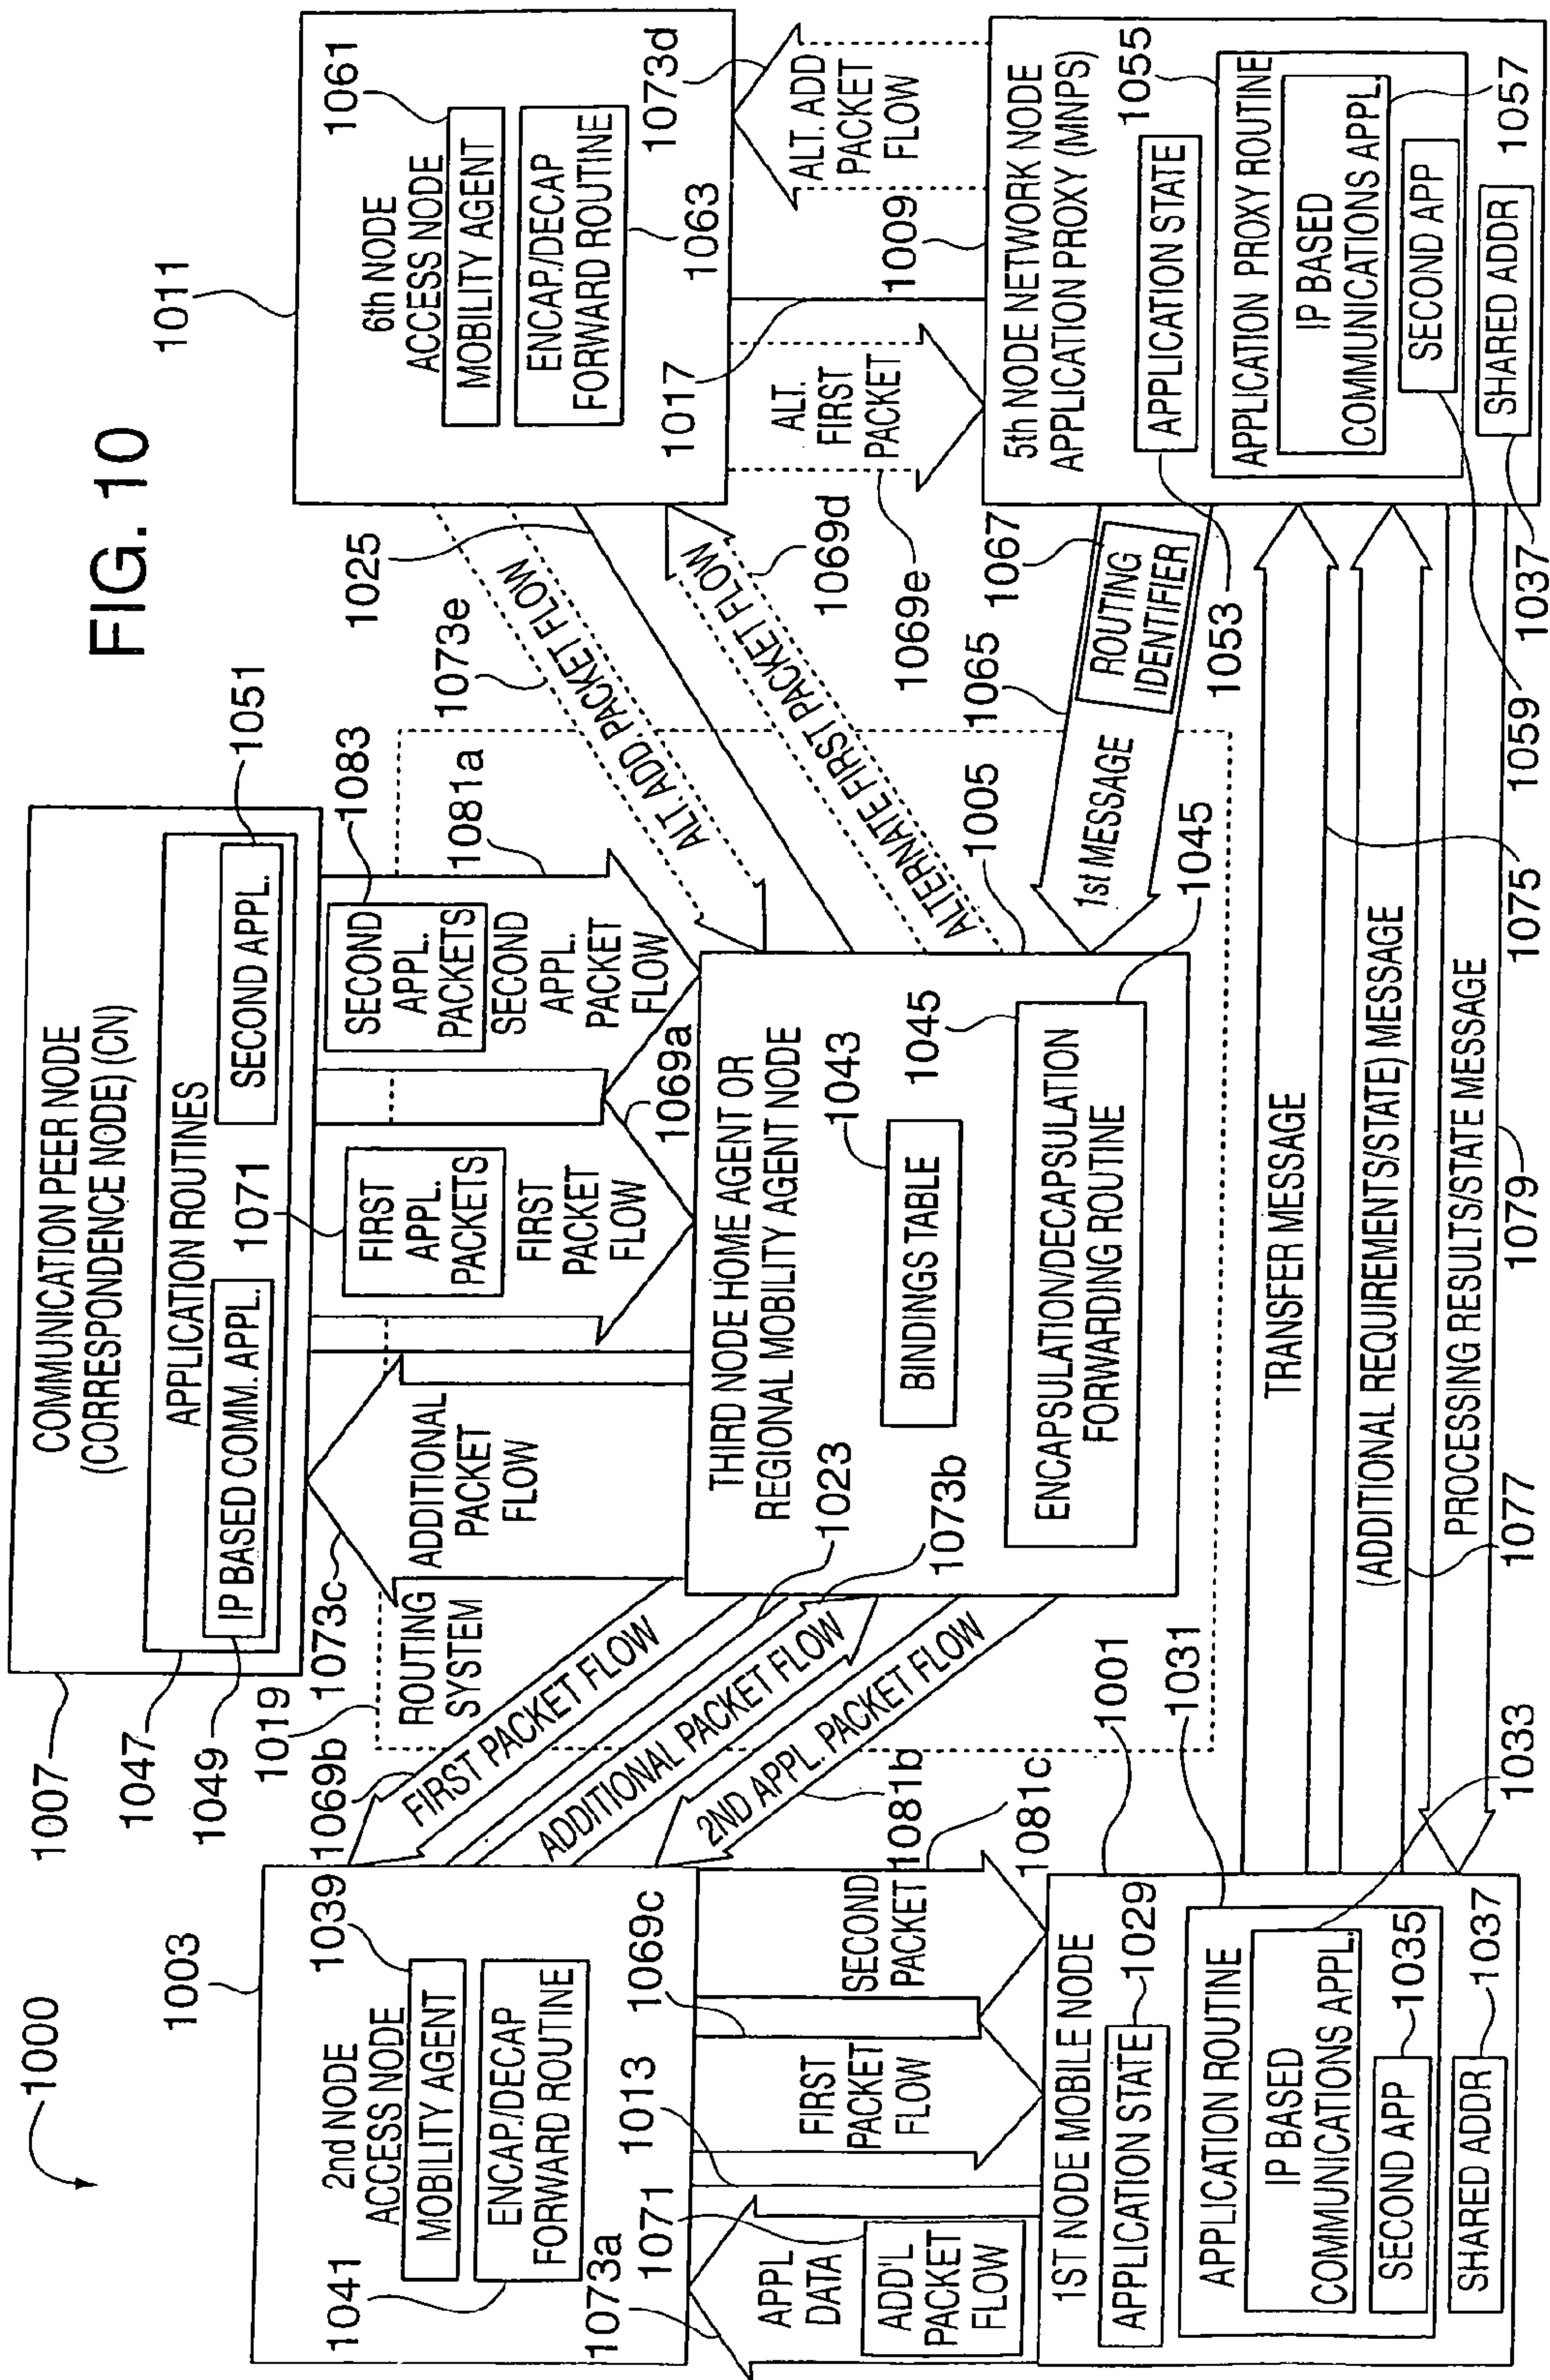 FIG. 10
1000
1007
COMMUNICATION PEER NODE
(CORRESPONDENCE NODE) (CN)
1047
APPLICATION ROUTINES
1049
IP BASED COMM. APPL.
1071
SECOND APPL.
1051
1011
6th NODE
ACCESS NODE
MOBILITY AGENT
1061
ENCAP./DECAP
FORWARD ROUTINE
1063
1003
2nd NODE
ACCESS NODE
MOBILITY AGENT
1039
1041
ENCAP./DECAP
FORWARD ROUTINE
1019
ROUTING
SYSTEM
1073c
ADDITIONAL
PACKET
FLOW
FIRST
APPL.
PACKETS
FIRST
PACKET
FLOW
1069a
SECOND
APPL.
PACKETS
1083
SECOND
APPL.
PACKET
FLOW
1081a
1073e
ALT. ADD PACKET FLOW
1025
ALTERNATE FIRST PACKET FLOW
1069d
1069e
1017
ALT.
FIRST
PACKET
1009
ALT. ADD
PACKET
FLOW
1073d
1069b
FIRST PACKET FLOW
1023
ADDITIONAL PACKET FLOW
1073b
2ND APPL. PACKET FLOW
1081b
1005
THIRD NODE HOME AGENT OR
REGIONAL MOBILITY AGENT NODE
BINDINGS TABLE
1043
1045
ENCAPSULATION/DECAPSULATION
FORWARDING ROUTINE
1045
1065
1st MESSAGE
ROUTING
IDENTIFIER
1067
1073a
APPL
DATA
1071
ADD'L
PACKET
FLOW
1013
FIRST
PACKET
FLOW
1069c
SECOND
PACKET
1081c
1001
1ST NODE MOBILE NODE
APPLICATION STATE
1029
APPLICATION ROUTINE
1031
IP BASED
COMMUNICATIONS APPL.
1033
SECOND APP
1035
SHARED ADDR
1037
TRANSFER MESSAGE
1075
(ADDITIONAL REQUIREMENTS/STATE) MESSAGE
1077
PROCESSING RESULTS/STATE MESSAGE
1079
5th NODE NETWORK NODE
APPLICATION PROXY (MNPS)
APPLICATION STATE
1053
APPLICATION PROXY ROUTINE
1055
IP BASED
COMMUNICATIONS APPL.
1057
SECOND APP
1059
SHARED ADDR
1037